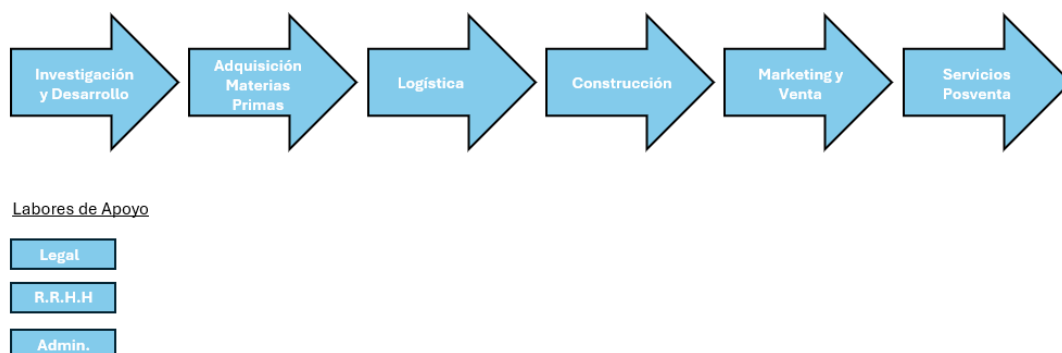 Investigación
y Desarrollo
Adquisición
Materias
Primas
Logística
Construcción
Marketing y
Venta
Servicios
Posventa
Labores de Apoyo
Legal
R.R.H.H
Admin.